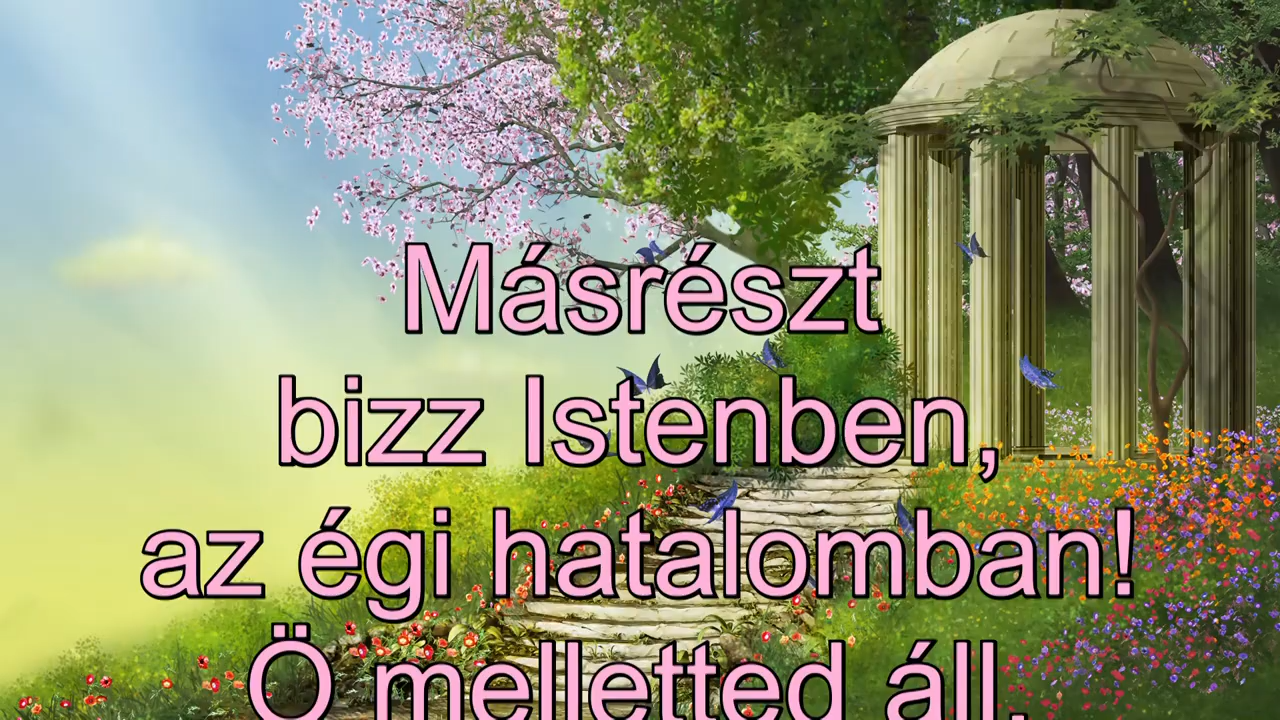 Másrészt
bizz Istenben,
az égi hatalomban!
Ö melletted áll.